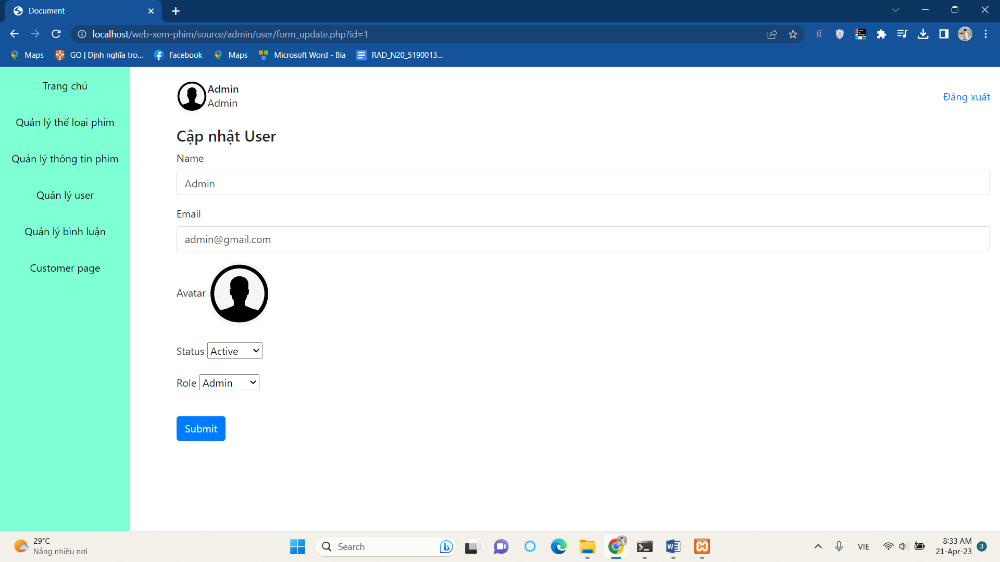 Document
localhost/web-xem-phim/source/admin/user/form_update.php?id=1
Maps
GO | Định nghĩa tro...
Facebook
Maps
Microsoft Word - Bia
RAD_N20_5190013...
Trang chủ
Quản lý thể loại phim
Quản lý thông tin phim
Quản lý user
Quản lý bình luận
Customer page
Admin
Admin
Đăng xuất
Cập nhật User
Name
Admin
Email
admin@gmail.com
Avatar
Status Active
Role Admin
Submit
29°C
Nắng nhiều nơi
Search
VIE
8:33 AM
21-Apr-23
3